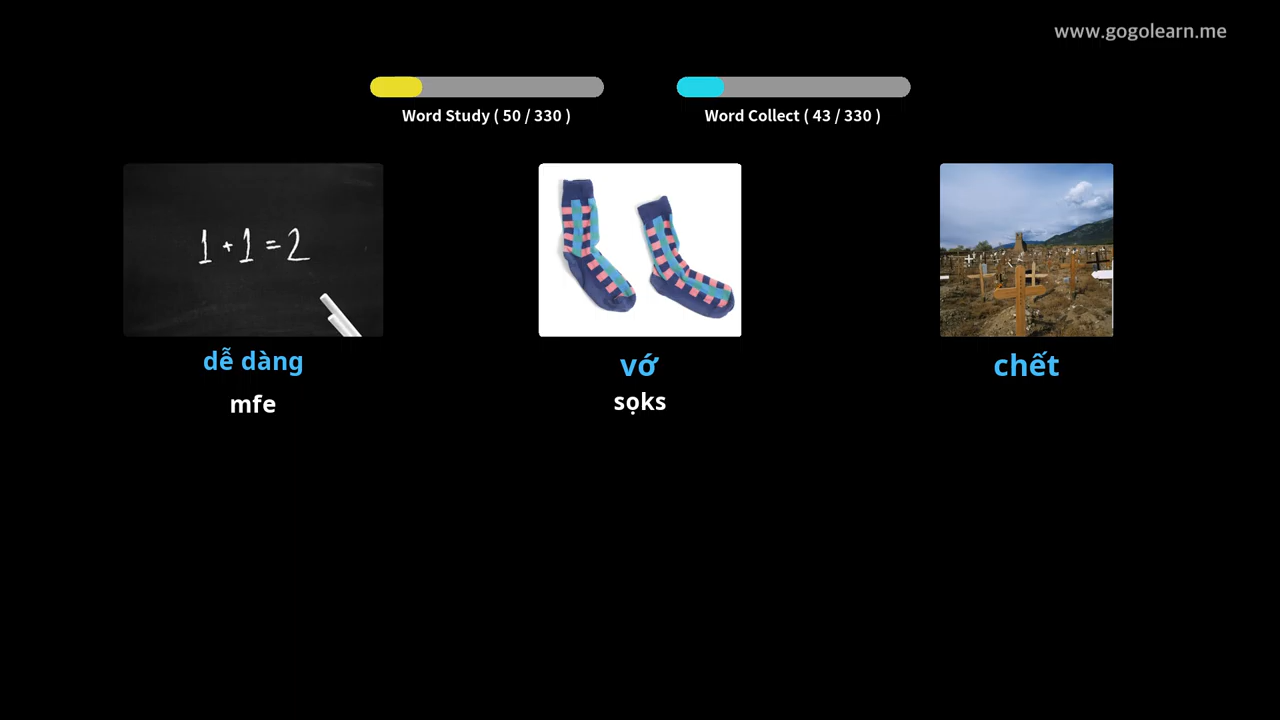 www.gogolearn.me
Word Study ( 50 / 330 )
Word Collect ( 43 / 330 )
1 + 1 = 2
dễ dàng
vớ
chết
mfe
sọks